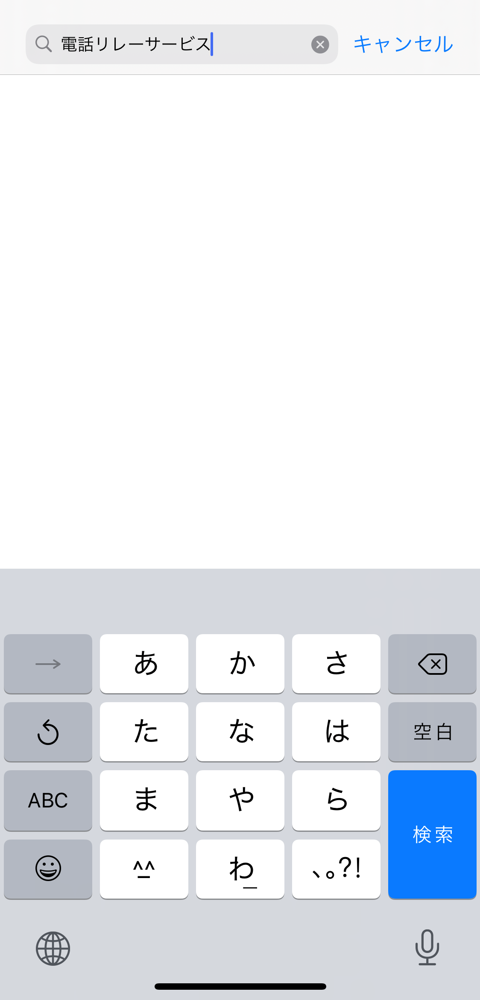 電話リレーサービス キャンセル
→ あ か さ
た な は 空白
ABC ま や ら
検索
^_^ わ_ 、。?!